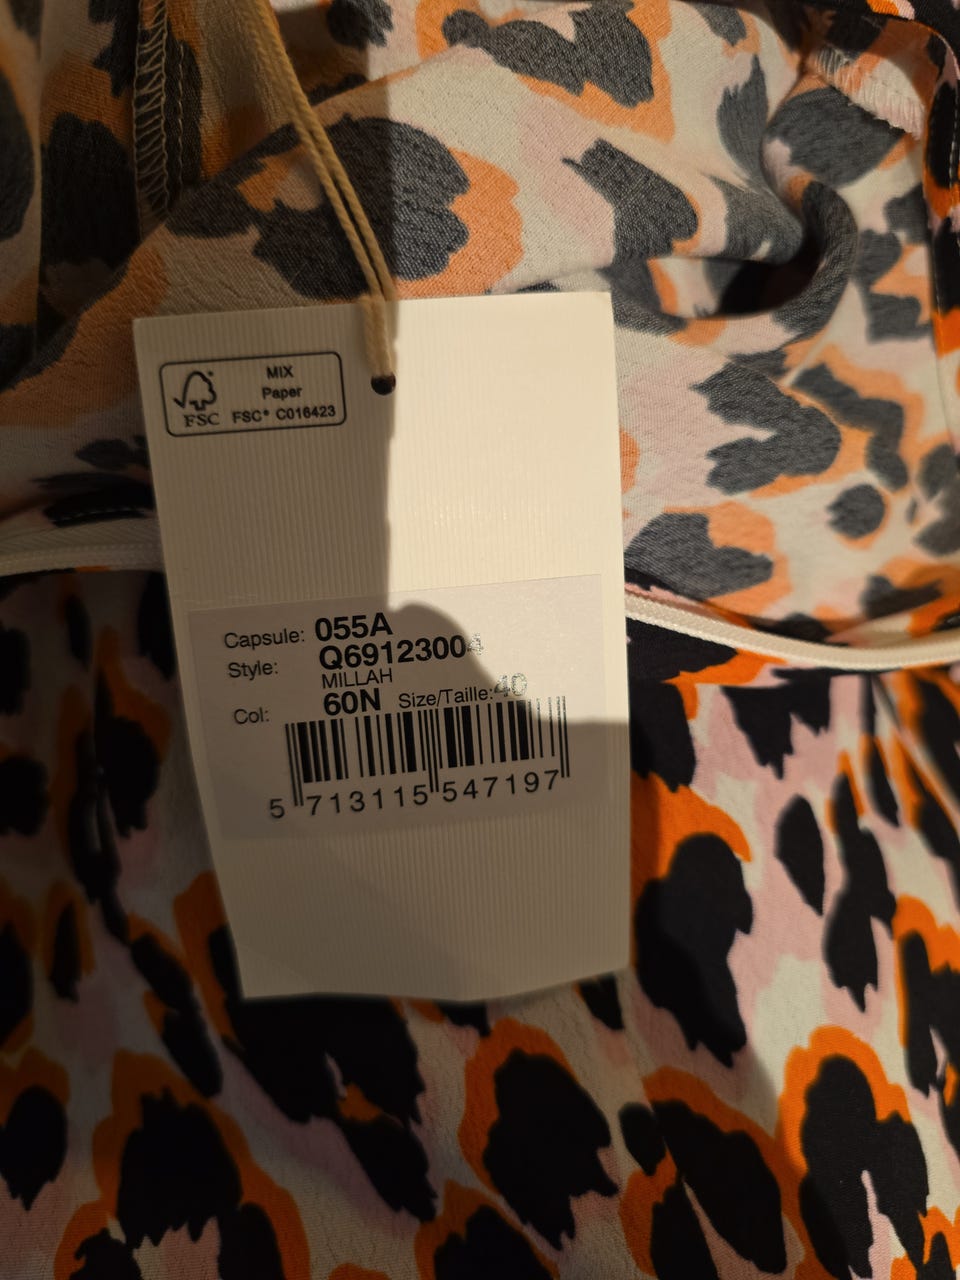 MIX
Paper
FSC
FSC® C016423
Capsule: 055A
Style: Q69123004
MILLAH
Col: 60N Size/Taille: 40
5 713115 547197